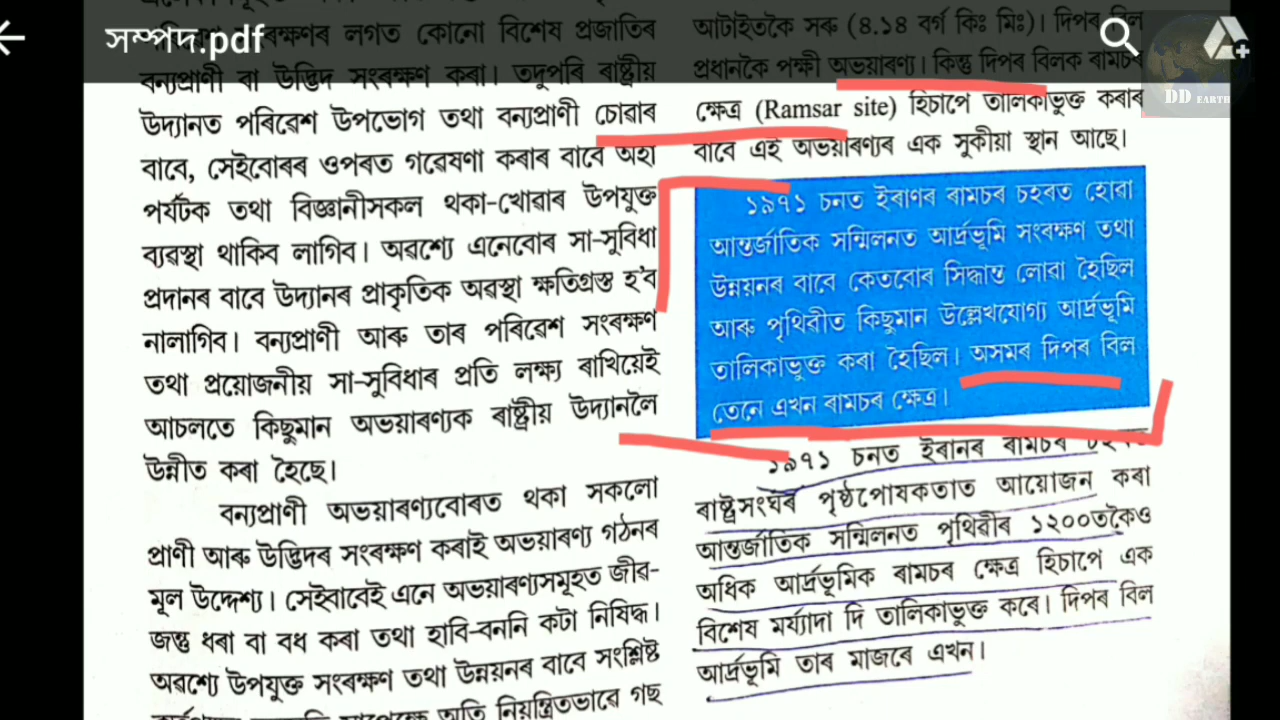 সম্পদ.pdf
DD EARTH
ৰক্ষণৰ লগত কোনো বিশেষ প্ৰজাতিৰ
বন্যপ্ৰাণী বা উদ্ভিদ সংৰক্ষণ কৰা। তদুপৰি ৰাষ্ট্ৰীয়
উদ্যানত পৰিৱেশ উপভোগ তথা বন্যপ্ৰাণী চোৱাৰ
বাবে, সেইবোৰৰ ওপৰত গৱেষণা কৰাৰ বাবে অহা
পৰ্যটক তথা বিজ্ঞানীসকল থকা-খোৱাৰ উপযুক্ত
ব্যৱস্থা থাকিব লাগিব। অৱশ্যে এনেবোৰ সা-সুবিধা
প্ৰদানৰ বাবে উদ্যানৰ প্ৰাকৃতিক অৱস্থা ক্ষতিগ্ৰস্ত হ'ব
নালাগিব। বন্যপ্ৰাণী আৰু তাৰ পৰিৱেশ সংৰক্ষণ
তথা প্ৰয়োজনীয় সা-সুবিধাৰ প্ৰতি লক্ষ্য ৰাখিয়েই
আচলতে কিছুমান অভয়াৰণ্যক ৰাষ্ট্ৰীয় উদ্যানলৈ
উন্নীত কৰা হৈছে।
বন্যপ্ৰাণী অভয়াৰণ্যবোৰত থকা সকলো
প্ৰাণী আৰু উদ্ভিদৰ সংৰক্ষণ কৰাই অভয়াৰণ্য গঠনৰ
মূল উদ্দেশ্য। সেইবাবেই এনে অভয়াৰণ্যসমূহত জীৱ-
জন্তু ধৰা বা বধ কৰা তথা হাবি-বননি কটা নিষিদ্ধ।
অৱশ্যে উপযুক্ত সংৰক্ষণ তথা উন্নয়নৰ বাবে সংশ্লিষ্ট
অতি নিয়ন্ত্ৰিতভাৱে গছ
আটাইতকৈ সৰু (৪.১৪ বৰ্গ কিঃ মিঃ)। দিপৰ বিল
প্ৰধানকৈ পক্ষী অভয়াৰণ্য। কিন্তু দিপৰ বিলক ৰামচৰ
ক্ষেত্ৰ (Ramsar site) হিচাপে তালিকাভুক্ত কৰাৰ
বাবে এই অভয়াৰণ্যৰ এক সুকীয়া স্থান আছে।
১৯৭১ চনত ইৰাণৰ ৰামচৰ চহৰত হোৱা
আন্তৰ্জাতিক সন্মিলনত আৰ্দ্ৰভূমি সংৰক্ষণ তথা
উন্নয়নৰ বাবে কেতবোৰ সিদ্ধান্ত লোৱা হৈছিল
আৰু পৃথিৱীত কিছুমান উল্লেখযোগ্য আৰ্দ্ৰভূমি
তালিকাভুক্ত কৰা হৈছিল। অসমৰ দিপৰ বিল
তেনে এখন ৰামচৰ ক্ষেত্ৰ।
১৯৭১ চনত ইৰানৰ ৰামচৰ চহৰত
ৰাষ্ট্ৰসংঘৰ পৃষ্ঠপোষকতাত আয়োজন কৰা
আন্তৰ্জাতিক সন্মিলনত পৃথিৱীৰ ১২০০তকৈও
অধিক আৰ্দ্ৰভূমিক ৰামচৰ ক্ষেত্ৰ হিচাপে এক
বিশেষ মৰ্য্যাদা দি তালিকাভুক্ত কৰে। দিপৰ বিল
আৰ্দ্ৰভূমি তাৰ মাজৰে এখন।